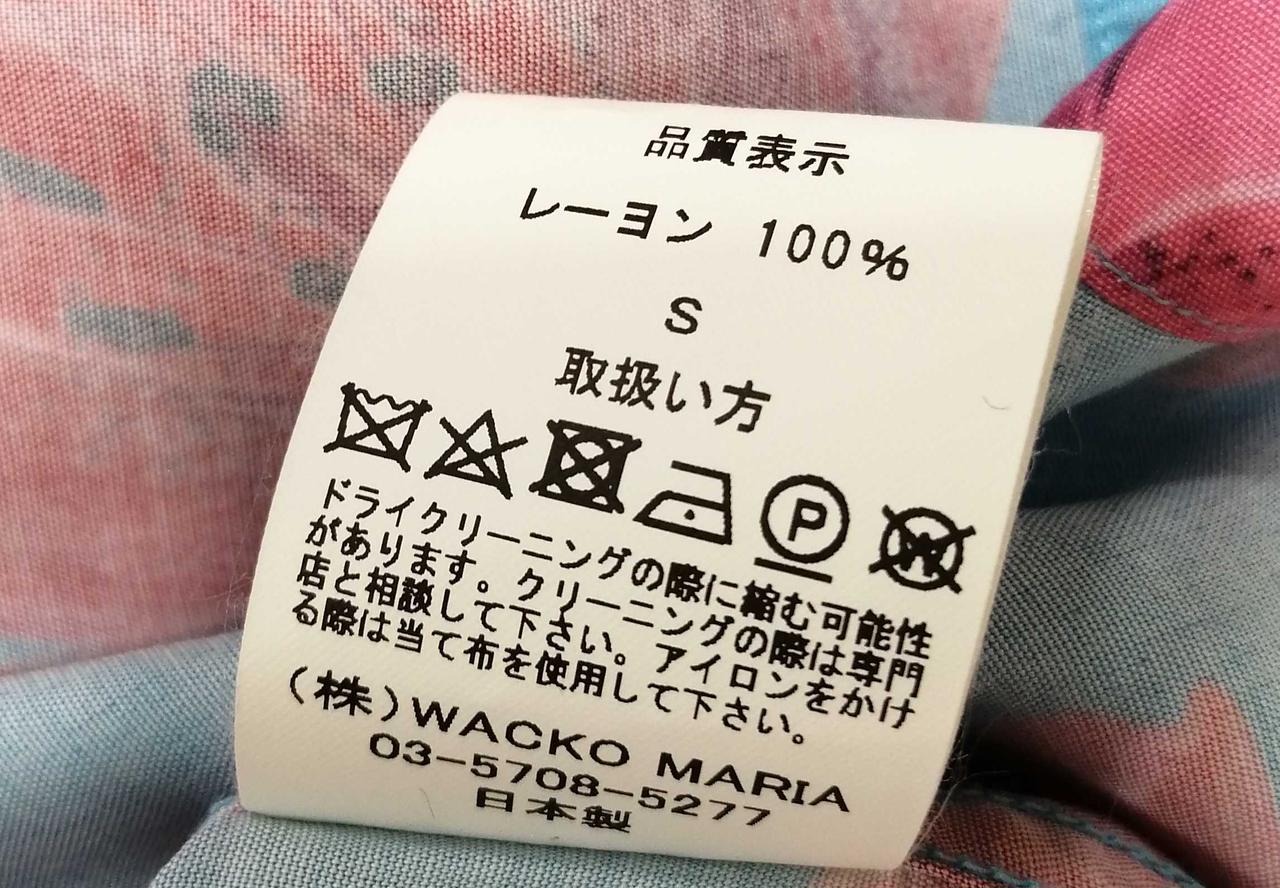 品質表示
レーヨン 100%
S
取扱い方
P W
ドライクリーニングの際に縮む可能性
があります。クリーニングの際は専門
店と相談して下さい。アイロンをかけ
る際は当て布を使用して下さい。
(株)WACKO MARIA
03-5708-5277
日本製